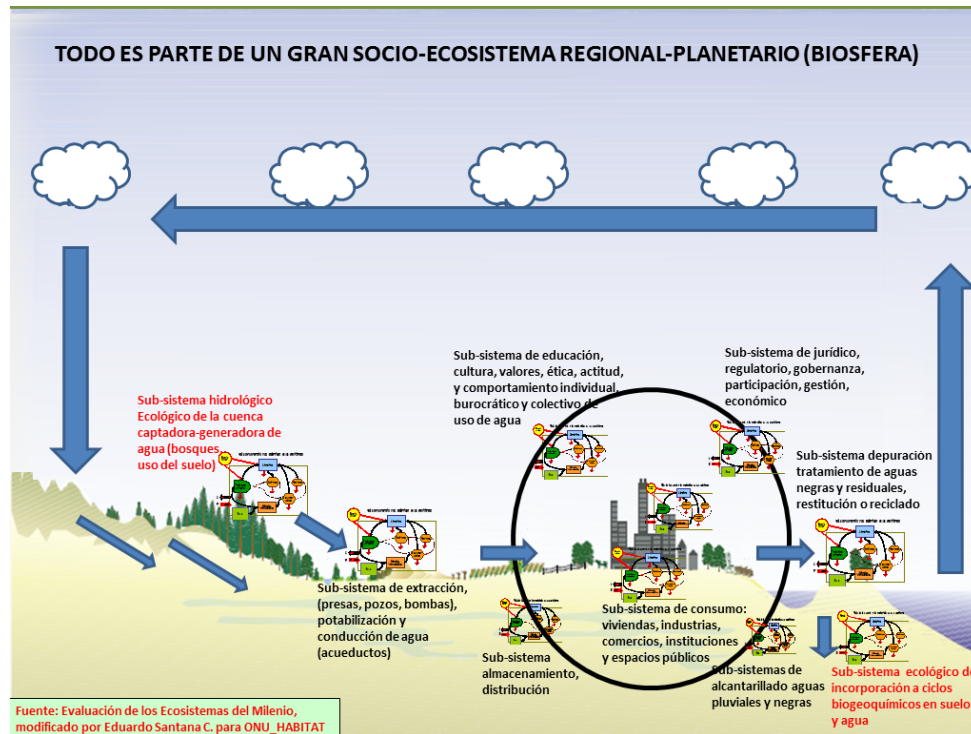 TODO ES PARTE DE UN GRAN SOCIO-ECOSISTEMA REGIONAL-PLANETARIO (BIOSFERA)
Sub-sistema de educación,
cultura, valores, ética, actitud,
y comportamiento individual,
burocrático y colectivo de
uso de agua
Sub-sistema de jurídico,
regulatorio, gobernanza,
participación, gestión,
económico
Sub-sistema hidrológico
Ecológico de la cuenca
captadora-generadora de
agua (bosques,
uso del suelo)
Sub-sistema depuración
tratamiento de aguas
negras y residuales,
restitución o reciclado
Sub-sistema de extracción,
(presas, pozos, bombas),
potabilización y
conducción de agua
(acueductos)
Sub-sistema de consumo:
viviendas, industrias,
comercios, instituciones
y espacios públicos
Sub-sistema
almacenamiento,
distribución
Sub-sistemas de
alcantarillado aguas
pluviales y negras
Sub-sistema ecológico de
incorporación a ciclos
biogeoquímicos en suelo
y agua
Fuente: Evaluación de los Ecosistemas del Milenio,
modificado por Eduardo Santana C. para ONU_HABITAT